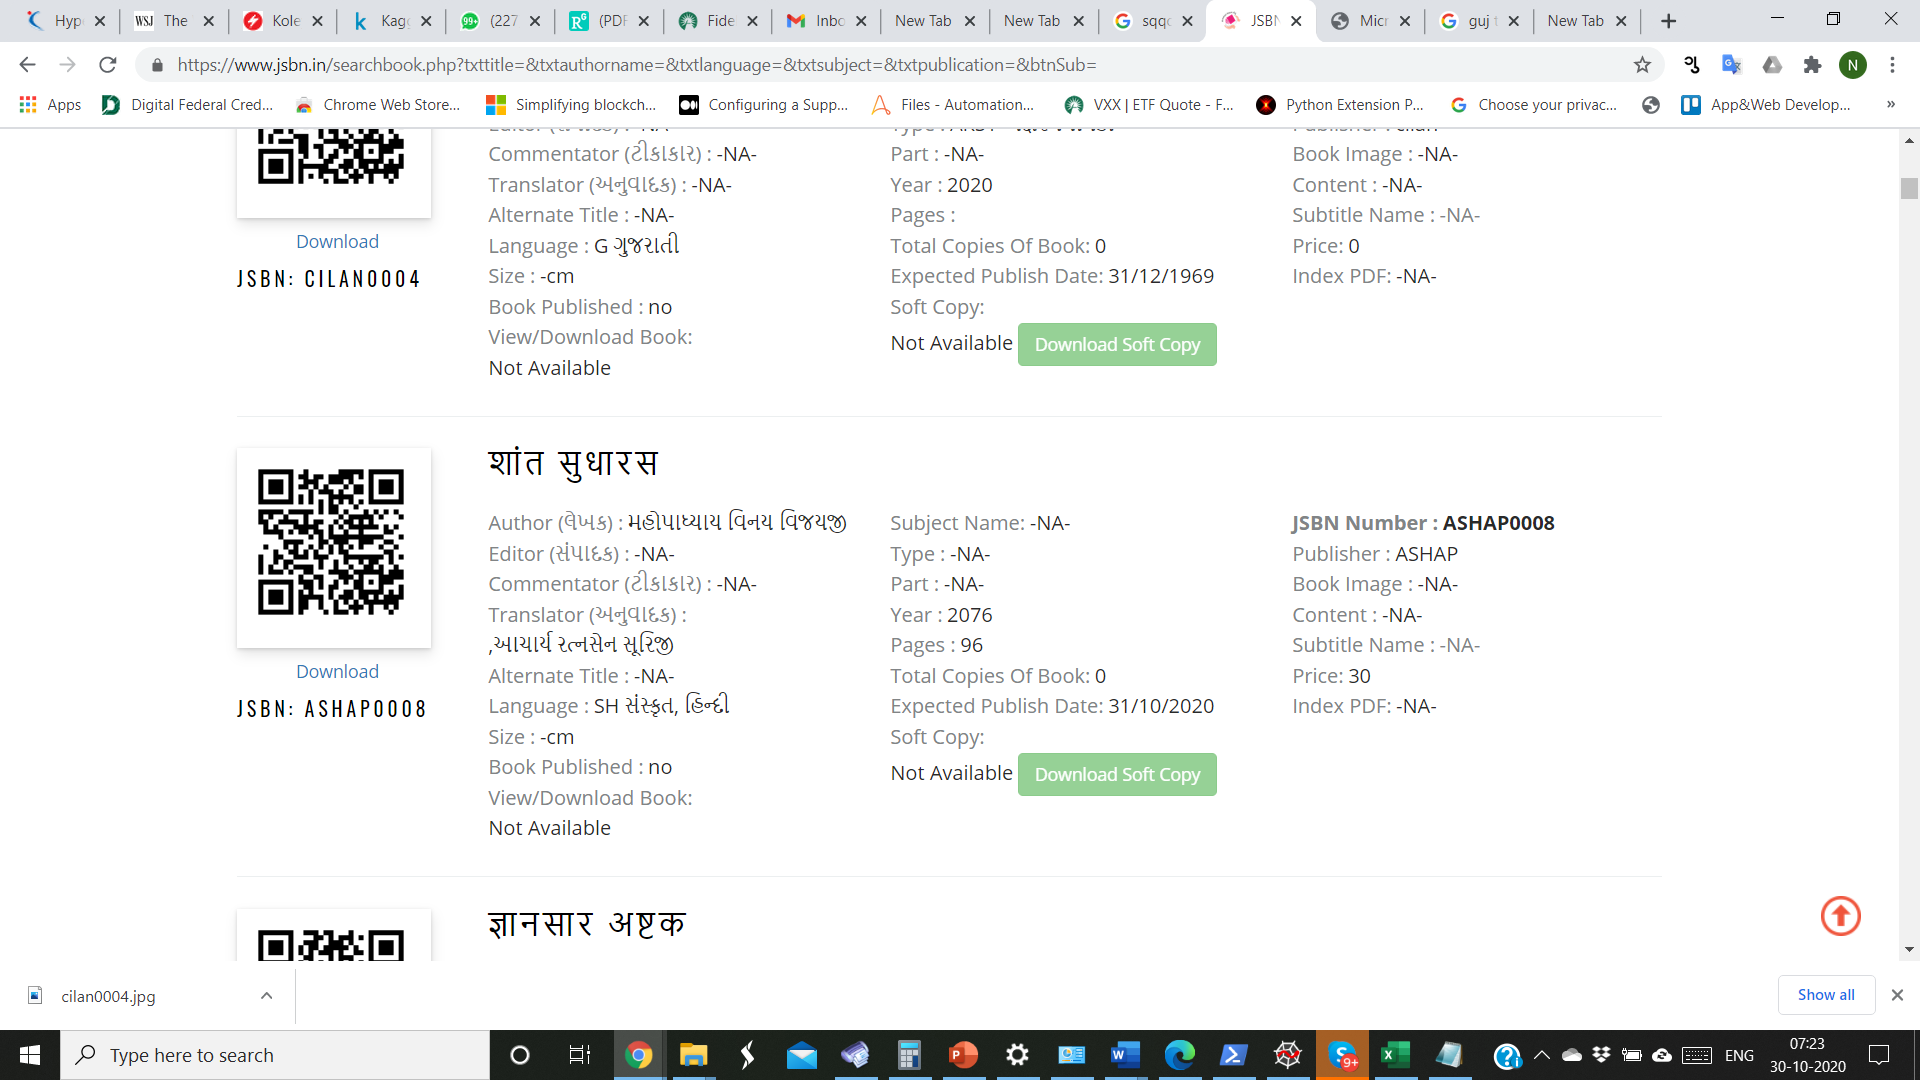 Hype
WSJ The
Kole
k Kagg
99+ (227
RG (PDF
Fide
Inbo
New Tab
New Tab
sqqq
JSBN
Micr
guj t
New Tab
https://www.jsbn.in/searchbook.php?txttitle=&txtauthorname=&txtlanguage=&txtsubject=&txtpublication=&btnSub=
N
Apps
Digital Federal Cred...
Chrome Web Store...
Simplifying blockch...
Configuring a Supp...
Files - Automation...
VXX | ETF Quote - F...
Python Extension P...
Choose your privac...
App&Web Develop...
»
Commentator (ટીકાકાર) : -NA-
Translator (અનુવાદક) : -NA-
Alternate Title : -NA-
Language : G ગુજરાતી
Size : -cm
Book Published : no
View/Download Book:
Not Available
Part : -NA-
Year : 2020
Pages :
Total Copies Of Book: 0
Expected Publish Date: 31/12/1969
Soft Copy:
Not Available Download Soft Copy
Book Image : -NA-
Content : -NA-
Subtitle Name : -NA-
Price: 0
Index PDF: -NA-
Download
JSBN: CILAN0004
शांत सुधारस
Author (લેખક) : મહોપાધ્યાય વિનય વિજયજી
Editor (સંપાદક) : -NA-
Commentator (ટીકાકાર) : -NA-
Translator (અનુવાદક) :
,આચાર્ય રત્નસેન સૂરિજી
Alternate Title : -NA-
Language : SH સંસ્કૃત, હિન્દી
Size : -cm
Book Published : no
View/Download Book:
Not Available
Subject Name: -NA-
Type : -NA-
Part : -NA-
Year : 2076
Pages : 96
Total Copies Of Book: 0
Expected Publish Date: 31/10/2020
Soft Copy:
Not Available Download Soft Copy
JSBN Number : ASHAP0008
Publisher : ASHAP
Book Image : -NA-
Content : -NA-
Subtitle Name : -NA-
Price: 30
Index PDF: -NA-
Download
JSBN: ASHAP0008
ज्ञानसार अष्टक
cilan0004.jpg
Show all
Type here to search
9+
ENG
07:23
30-10-2020